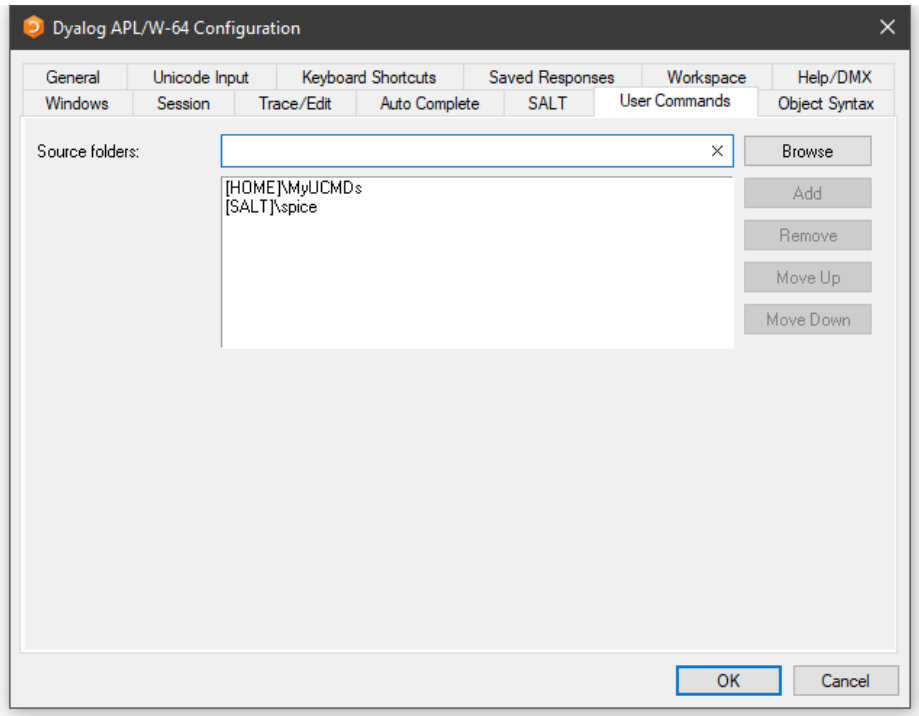 Dyalog APL/W-64 Configuration
General Unicode Input Keyboard Shortcuts Saved Responses Workspace Help/DMX
Windows Session Trace/Edit Auto Complete SALT User Commands Object Syntax
Source folders: Browse
[HOME]\MyUCMDs
[SALT]\spice
Add
Remove
Move Up
Move Down
OK Cancel